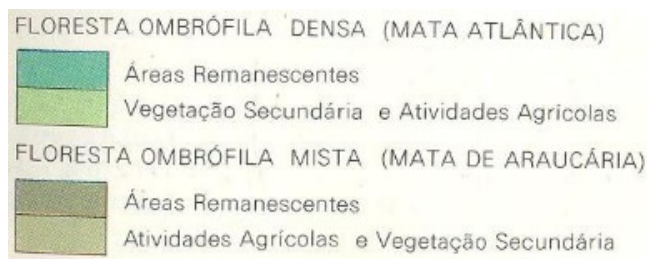 FLORESTA OMBRÓFILA DENSA (MATA ATLÂNTICA)
Áreas Remanescentes
Vegetação Secundária e Atividades Agrícolas
FLORESTA OMBRÓFILA MISTA (MATA DE ARAUCÁRIA)
Áreas Remanescentes
Atividades Agrícolas e Vegetação Secundária